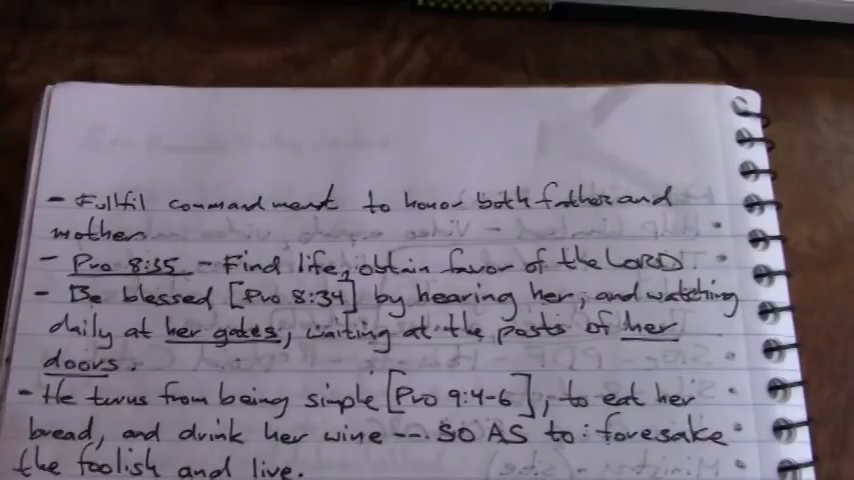 - Fullfil commandment to honor both father and
mother
- Pro 8:35 - Find life, obtain favor of the LORD.
- Be blessed [Pro 8:34] by hearing her, and watching
daily at her gates, waiting at the posts of her
doors.
- He turns from being simple [Pro 9:4-6], to eat her
bread, and drink her wine --- SO AS to: foresake
the foolish and live.